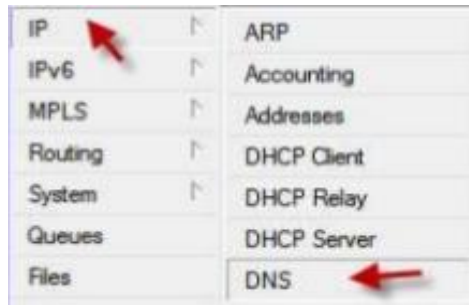 IP
IPv6
MPLS
Routing
System
Queues
Files
ARP
Accounting
Addresses
DHCP Client
DHCP Relay
DHCP Server
DNS